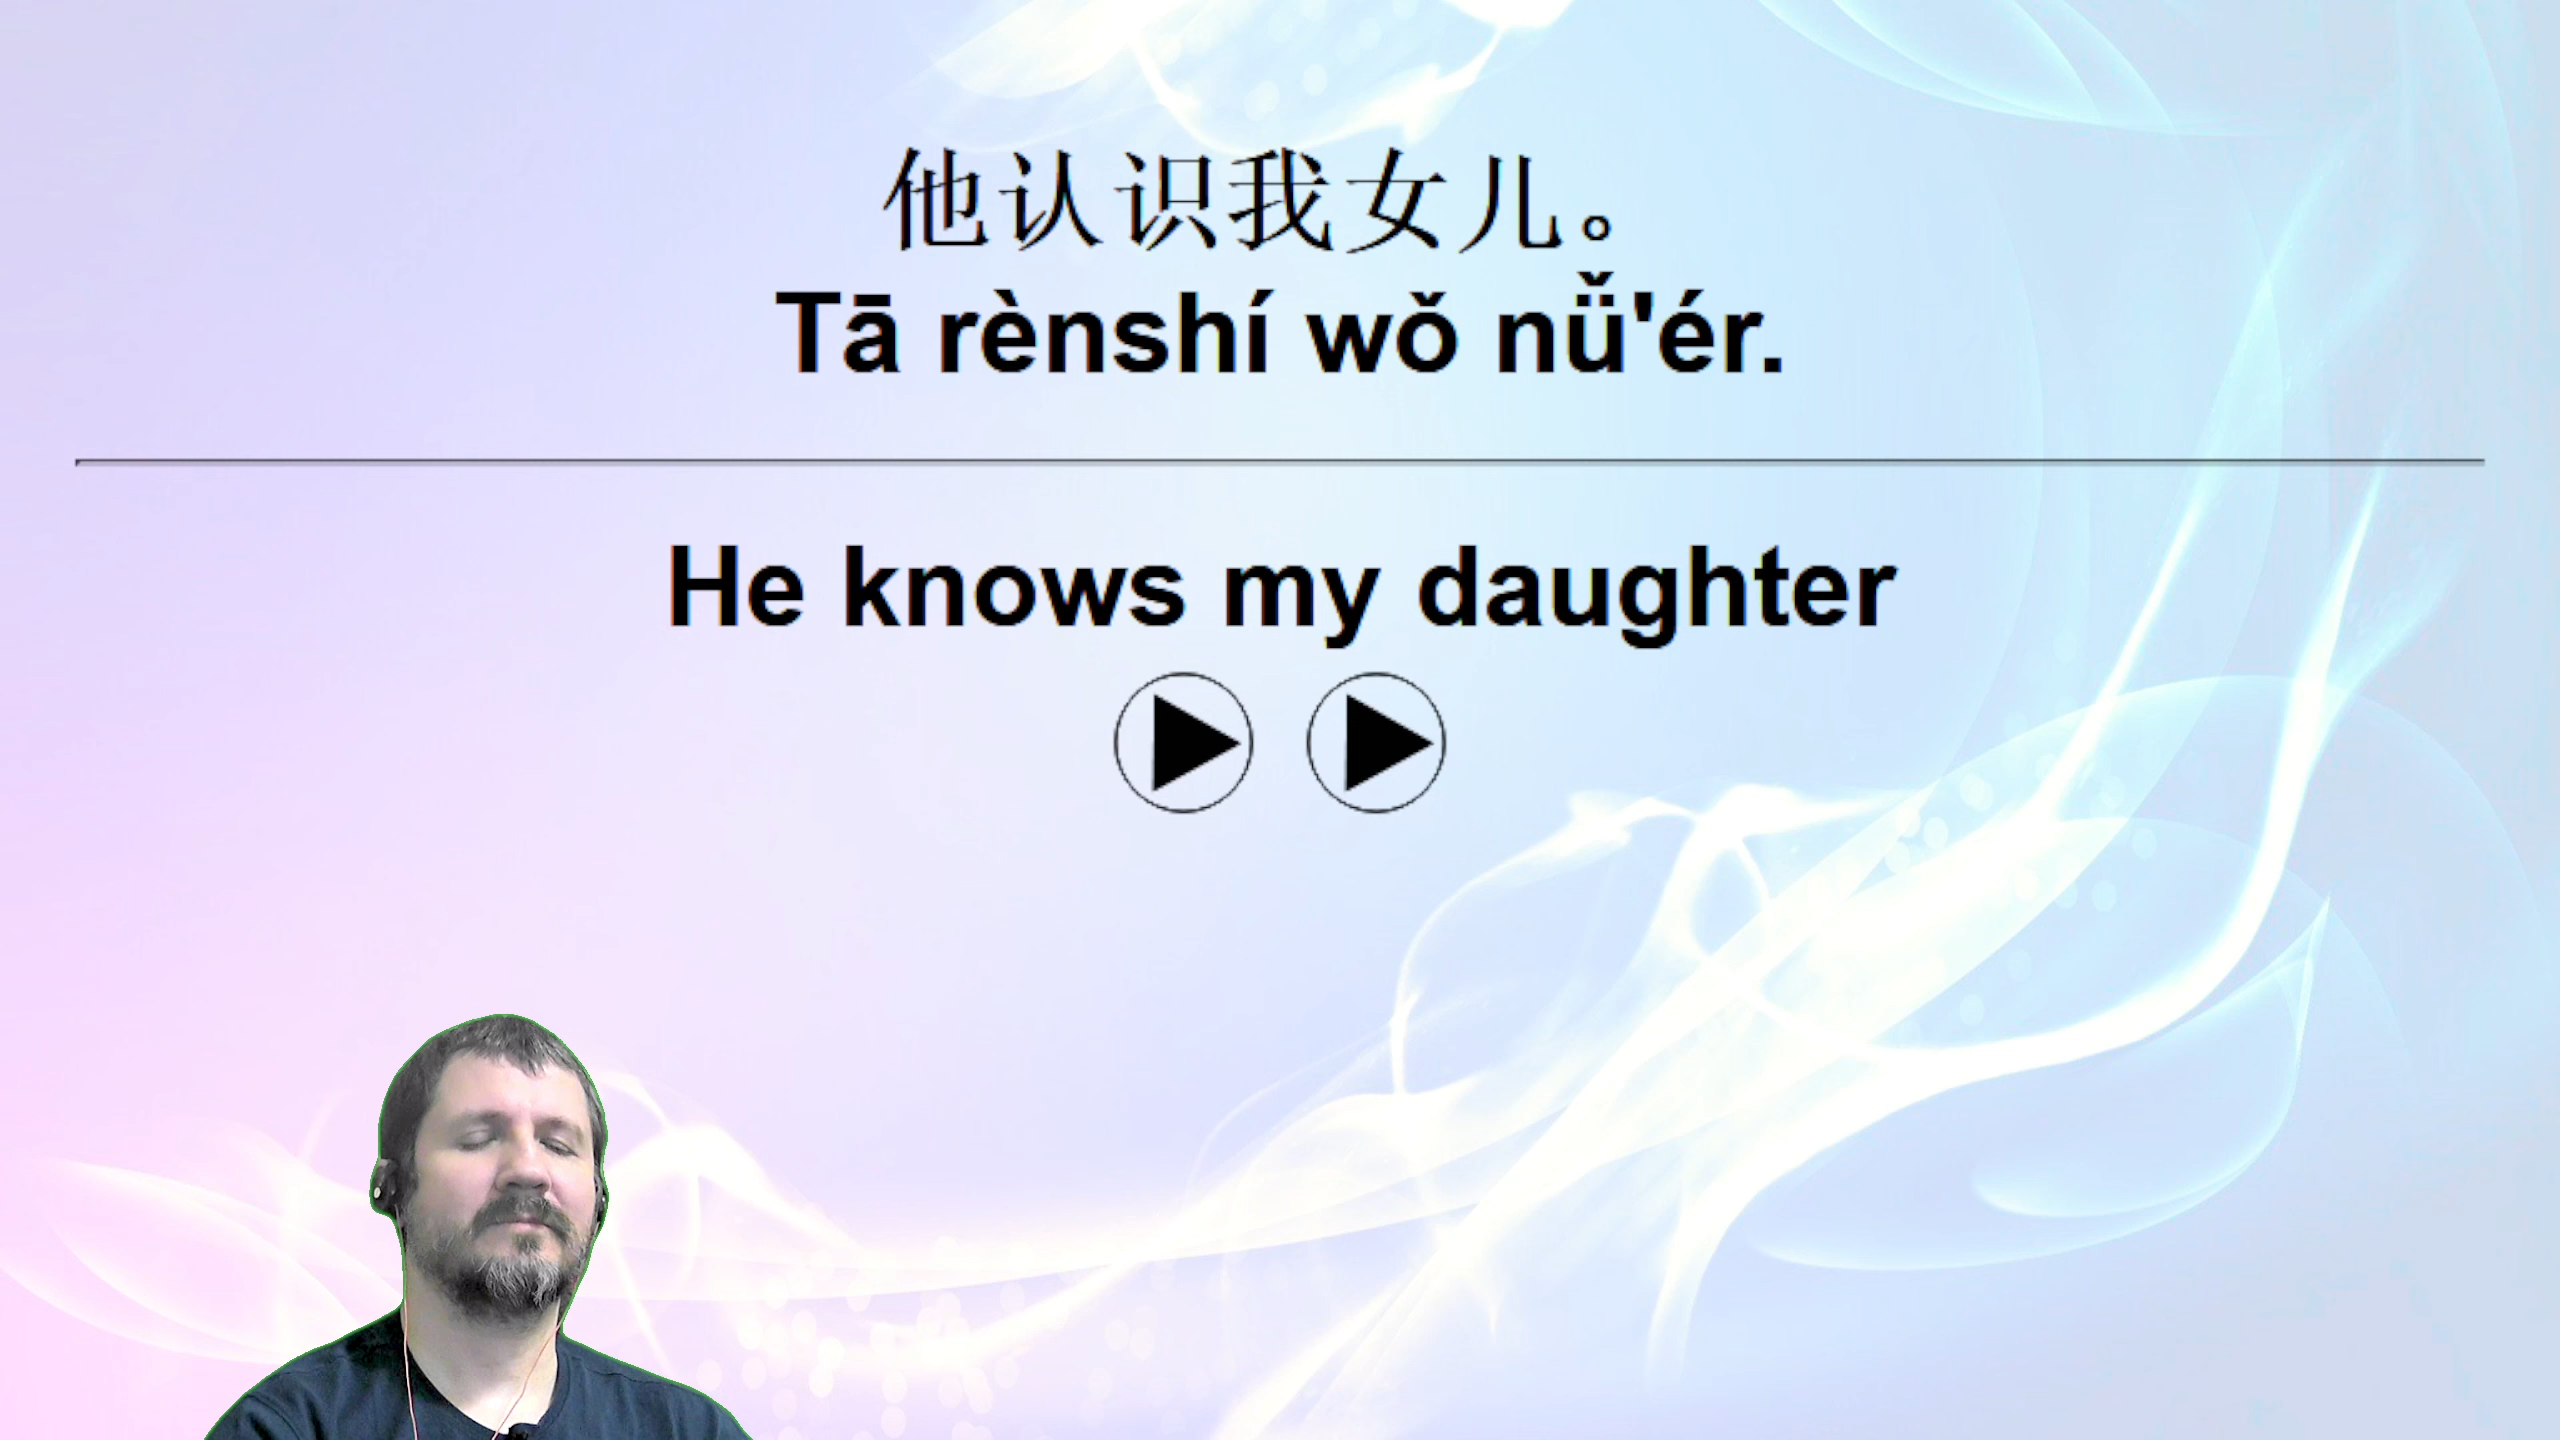 他认识我女儿。
Tā rènshí wǒ nǚ'ér.
He knows my daughter